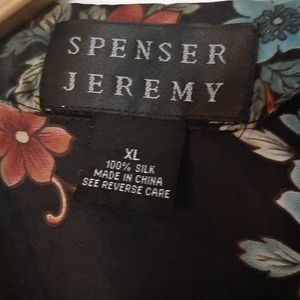 SPENSER
JEREMY
XL
100% SILK
MADE IN CHINA
SEE REVERSE CARE